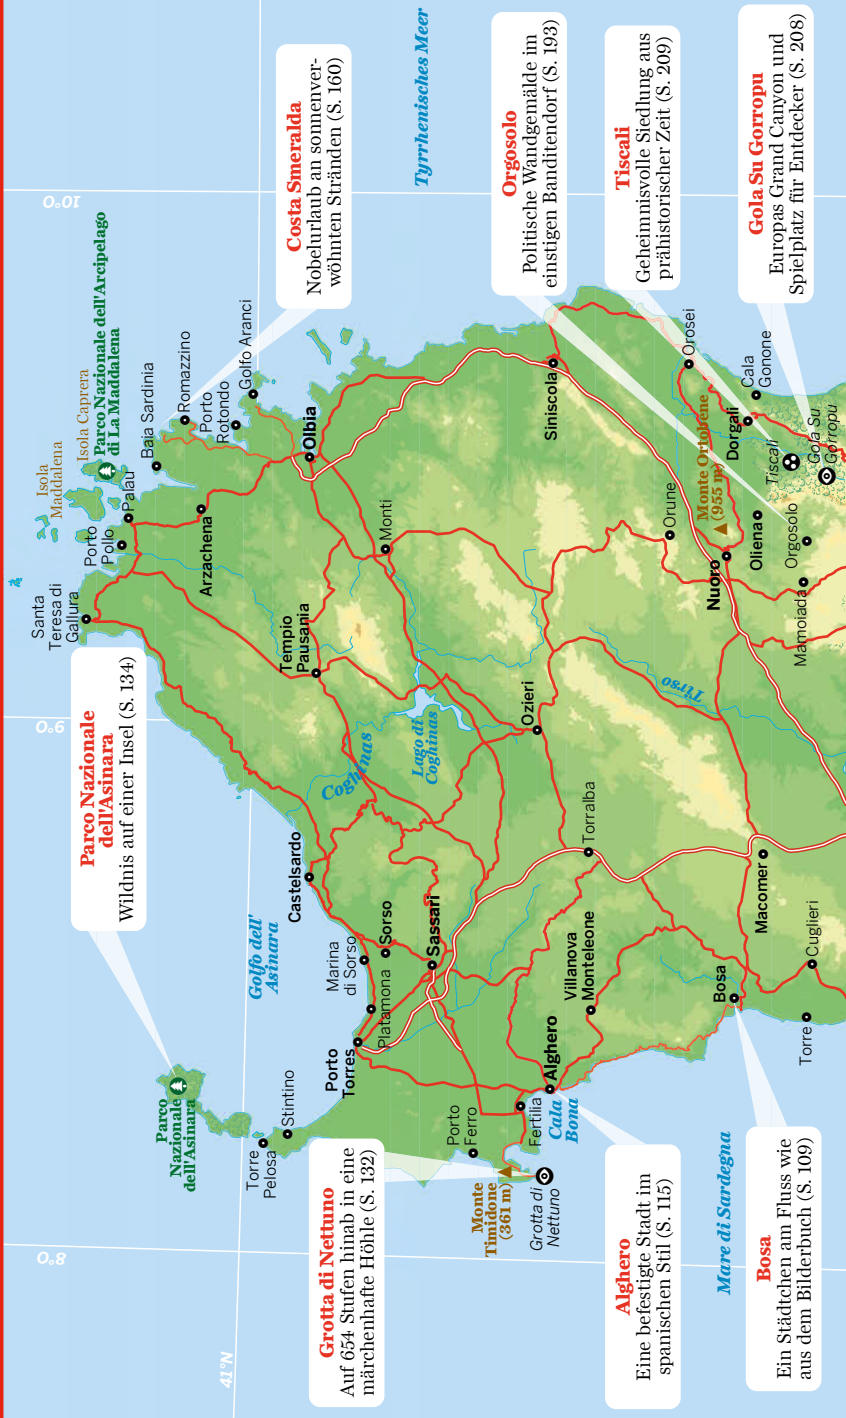 Parco Nazionale
dell'Asinara
Wildnis auf einer Insel (S. 134)
Costa Smeralda
Nobelurlaub an sonnenver-
wöhnten Stränden (S. 160)
Grotta di Nettuno
Auf 654 Stufen hinab in eine
märchenhafte Höhle (S. 132)
Alghero
Eine befestigte Stadt im
spanischen Stil (S. 115)
Bosa
Ein Städtchen am Fluss wie
aus dem Bilderbuch (S. 109)
Orgosolo
Politische Wandgemälde im
einstigen Banditendorf (S. 193)
Tiscali
Geheimnisvolle Siedlung aus
prähistorischer Zeit (S. 209)
Gola Su Gorropu
Europas Grand Canyon und
Spielplatz für Entdecker (S. 208)
8°0
9°0
10°0
41°N
Tyrrhenisches Meer
Mare di Sardegna
Golfo dell'
Asinara
Cala
Bona
Parco
Nazionale
dell'Asinara
Torre
Pelosa
Stintino
Porto
Torres
Platamona
Marina
di Sorso
Sorso
Sassari
Castelsardo
Porto
Ferro
Monte
Timidone
(361 m)
Grotta di
Nettuno
Fertilia
Alghero
Villanova
Monteleone
Bosa
Torre
Cuglieri
Macomer
Torralba
Ozieri
Coghinas
Lago di
Coghinas
Tirso
Tempio
Pausania
Monti
Santa
Teresa di
Gallura
Porto
Pollo
Palau
Isola
Maddalena
Isola Caprera
Parco Nazionale dell'Arcipelago
di La Maddalena
Arzachena
Baia Sardinia
Romazzino
Porto
Rotondo
Golfo Aranci
Olbia
Siniscola
Orosei
Orune
Monte Ortobene
(955 m)
Nuoro
Oliena
Dorgali
Cala
Gonone
Tiscali
Gola Su
Gorropu
Orgosolo
Mamoiada